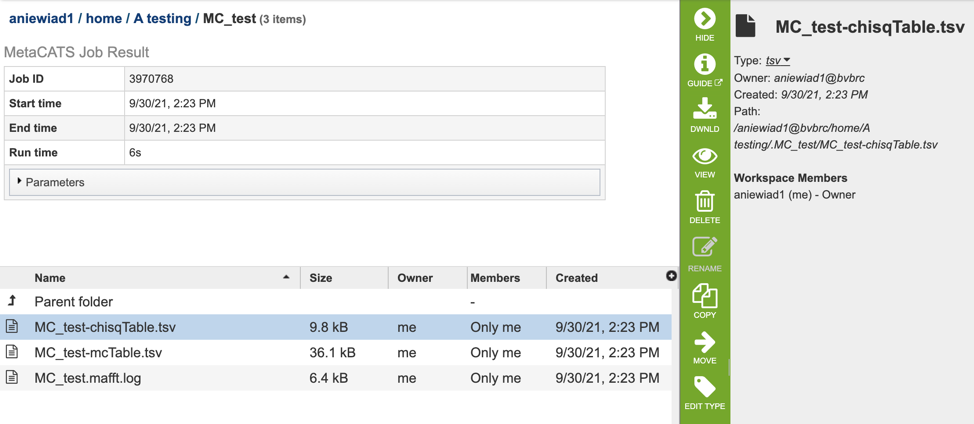 aniewiad1 / home / A testing / MC_test (3 items)
MetaCATS Job Result
Job ID 3970768
Start time 9/30/21, 2:23 PM
End time 9/30/21, 2:23 PM
Run time 6s
Parameters
Name Size Owner Members Created
Parent folder -
MC_test-chisqTable.tsv 9.8 kB me Only me 9/30/21, 2:23 PM
MC_test-mcTable.tsv 36.1 kB me Only me 9/30/21, 2:23 PM
MC_test.mafft.log 6.4 kB me Only me 9/30/21, 2:23 PM
HIDE
GUIDE
DWNLD
VIEW
DELETE
RENAME
COPY
MOVE
EDIT TYPE
MC_test-chisqTable.tsv
Type: tsv
Owner: aniewiad1@bvbrc
Created: 9/30/21, 2:23 PM
Path:
/aniewiad1@bvbrc/home/A
testing/.MC_test/MC_test-chisqTable.tsv
Workspace Members
aniewiad1 (me) - Owner